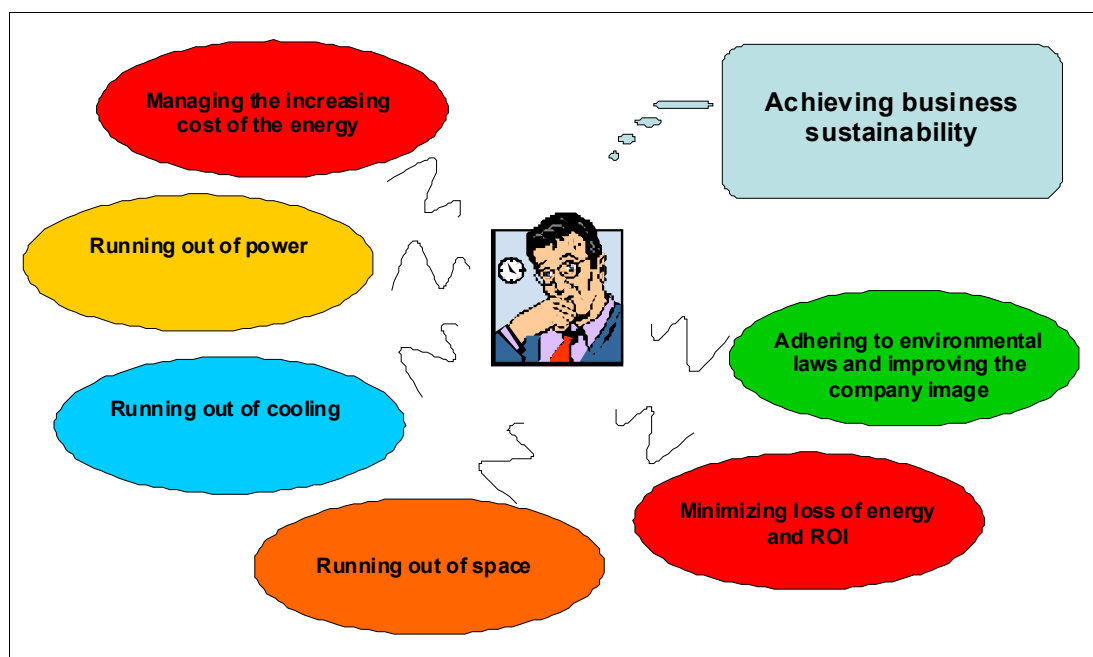 Managing the increasing
cost of the energy
Achieving business
sustainability
Running out of power
Running out of cooling
Adhering to environmental
laws and improving the
company image
Minimizing loss of energy
and ROI
Running out of space